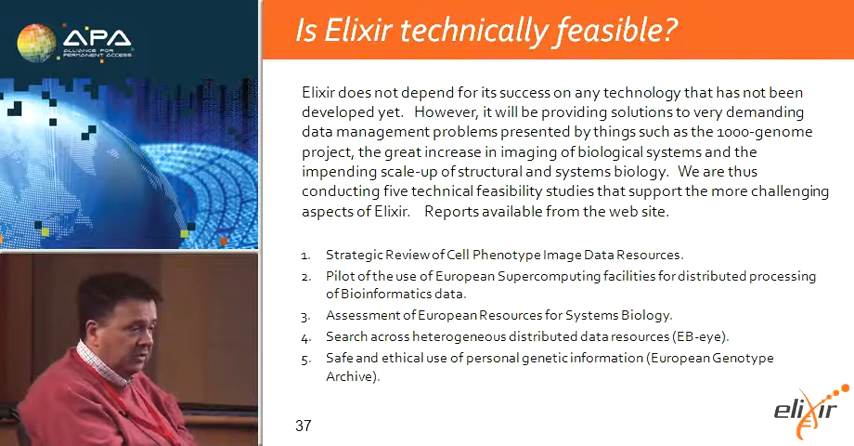 APA
ALLIANCE FOR
PERMANENT ACCESS
Is Elixir technically feasible?
Elixir does not depend for its success on any technology that has not been
developed yet. However, it will be providing solutions to very demanding
data management problems presented by things such as the 1000-genome
project, the great increase in imaging of biological systems and the
impending scale-up of structural and systems biology. We are thus
conducting five technical feasibility studies that support the more challenging
aspects of Elixir. Reports available from the web site.
1. Strategic Review of Cell Phenotype Image Data Resources.
2. Pilot of the use of European Supercomputing facilities for distributed processing
of Bioinformatics data.
3. Assessment of European Resources for Systems Biology.
4. Search across heterogeneous distributed data resources (EB-eye).
5. Safe and ethical use of personal genetic information (European Genotype
Archive).
37
elixir